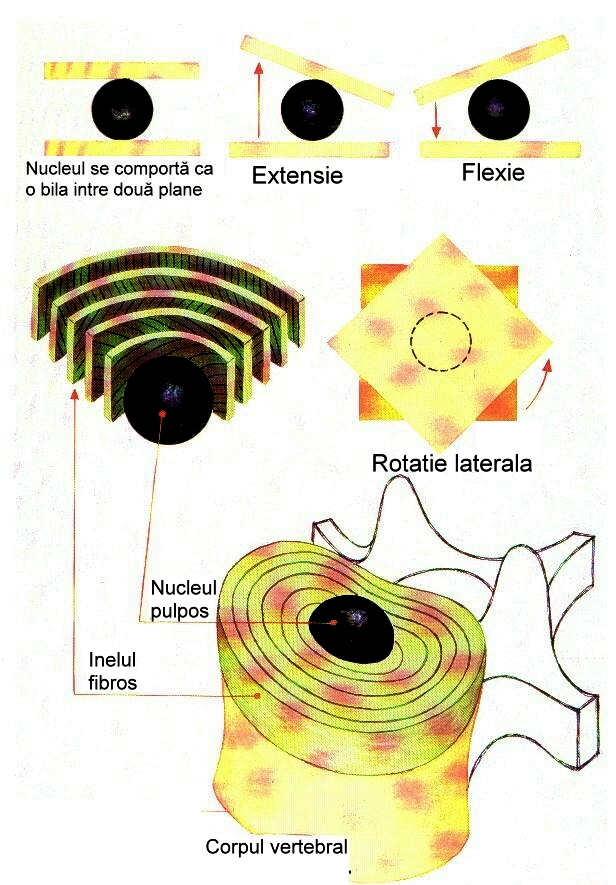 Nucleul se comportă ca
o bila intre două plane
Extensie
Flexie
Rotatie laterala
Nucleul
pulpos
Inelul
fibros
Corpul vertebral